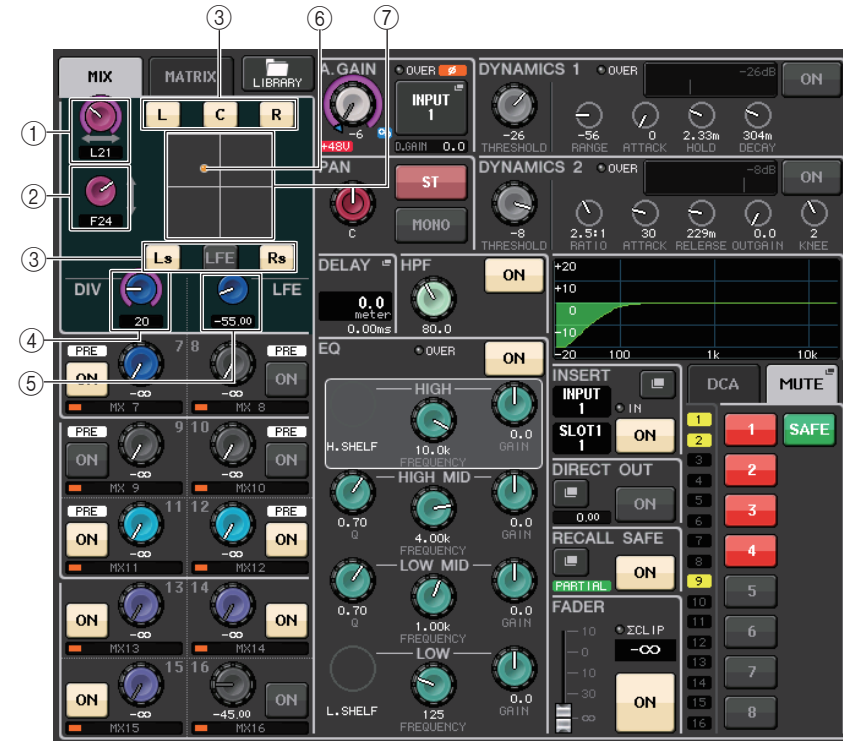 ③ ⑥ ⑦
MIX MATRIX LIBRARY
① L21
② F24
L C R
③ Ls LFE Rs
DIV 20 -55.00 LFE
④ ⑤
PRE ON 7 -∞ MX 7
8 -∞ PRE ON MX 8
PRE ON 9 -∞ MX 9
10 -∞ PRE ON MX10
PRE ON 11 -∞ MX11
12 -∞ PRE ON MX12
ON 13 -∞ MX13
14 -∞ ON MX14
ON 15 -∞ MX15
16 -45.00 ON MX16
A.GAIN OVER ø
-6 INPUT 1
+48V D.GAIN 0.0
PAN
C ST
MONO
DELAY
0.0
meter
0.00ms
HPF ON
80.0
EQ OVER ON
HIGH
H.SHELF 10.0k 0.0
FREQUENCY GAIN
HIGH MID
0.70 4.00k 0.0
Q FREQUENCY GAIN
LOW MID
0.70 1.00k 0.0
Q FREQUENCY GAIN
LOW
L.SHELF 125 0.0
FREQUENCY GAIN
DYNAMICS 1 OVER -26dB ON
-26 -56 0 2.33m 304m
THRESHOLD RANGE ATTACK HOLD DECAY
DYNAMICS 2 OVER -8dB ON
-8 2.5:1 30 229m 0.0 2
THRESHOLD RATIO ATTACK RELEASE OUTGAIN KNEE
+20
+10
0
-10
-20 100 1k 10k
INSERT
INPUT 1 IN
SLOT1 1 ON
DIRECT OUT
0.00 ON
RECALL SAFE
PARTIAL ON
FADER
10 ΣCLIP
0 -∞
10
30
∞ ON
DCA MUTE
1
2
3
4
5
6
7
8
9
10
11
12
13
14
15
16
1 SAFE
2
3
4
5
6
7
8